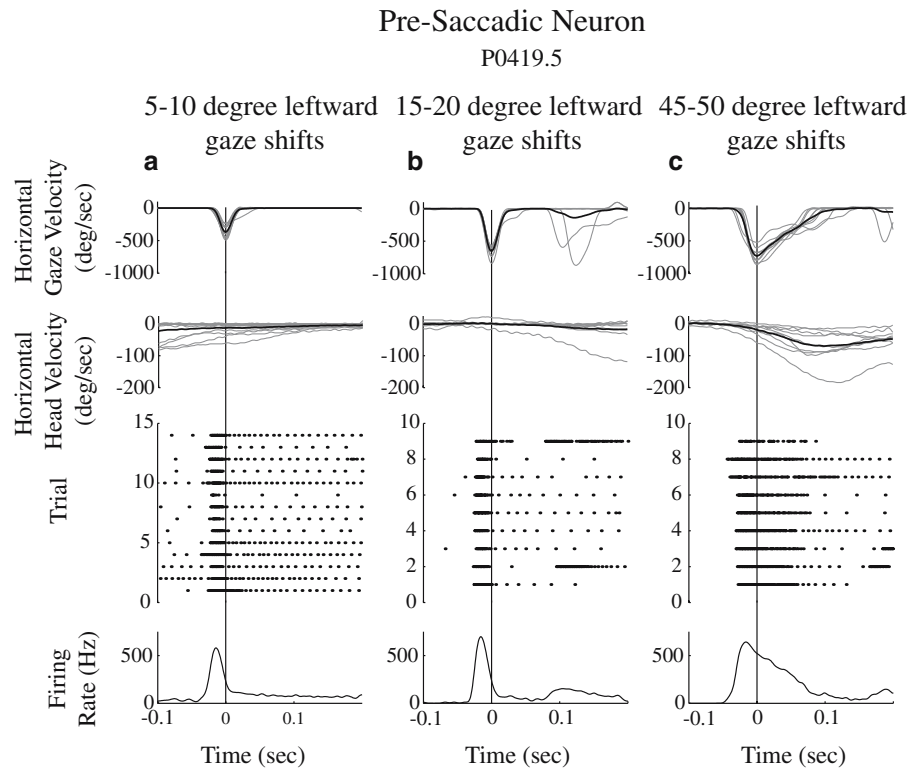 Pre-Saccadic Neuron
P0419.5
5-10 degree leftward
gaze shifts
15-20 degree leftward
gaze shifts
45-50 degree leftward
gaze shifts
a
b
c
Horizontal
Gaze Velocity
(deg/sec)
0
-500
-1000
0
-500
-1000
0
-500
-1000
Horizontal
Head Velocity
(deg/sec)
0
-100
-200
0
-100
-200
0
-100
-200
Trial
15
10
5
0
10
8
6
4
2
0
10
8
6
4
2
0
Firing
Rate (Hz)
500
0
500
0
500
0
-0.1
0
0.1
-0.1
0
0.1
-0.1
0
0.1
Time (sec)
Time (sec)
Time (sec)